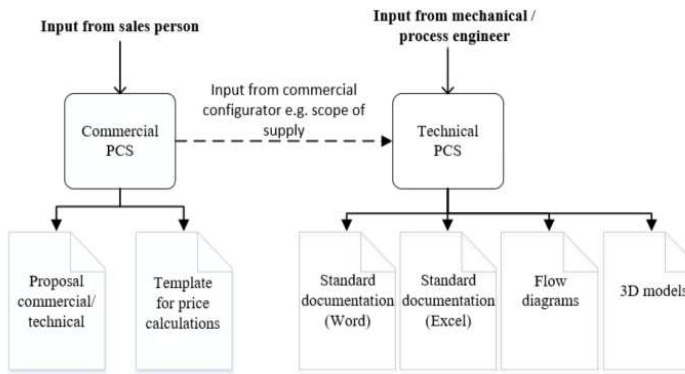 Input from sales person
Input from mechanical /
process engineer
Input from commercial
configurator e.g. scope of
supply
Commercial
PCS
Technical
PCS
Proposal
commercial/
technical
Template
for price
calculations
Standard
documentation
(Word)
Standard
documentation
(Excel)
Flow
diagrams
3D models